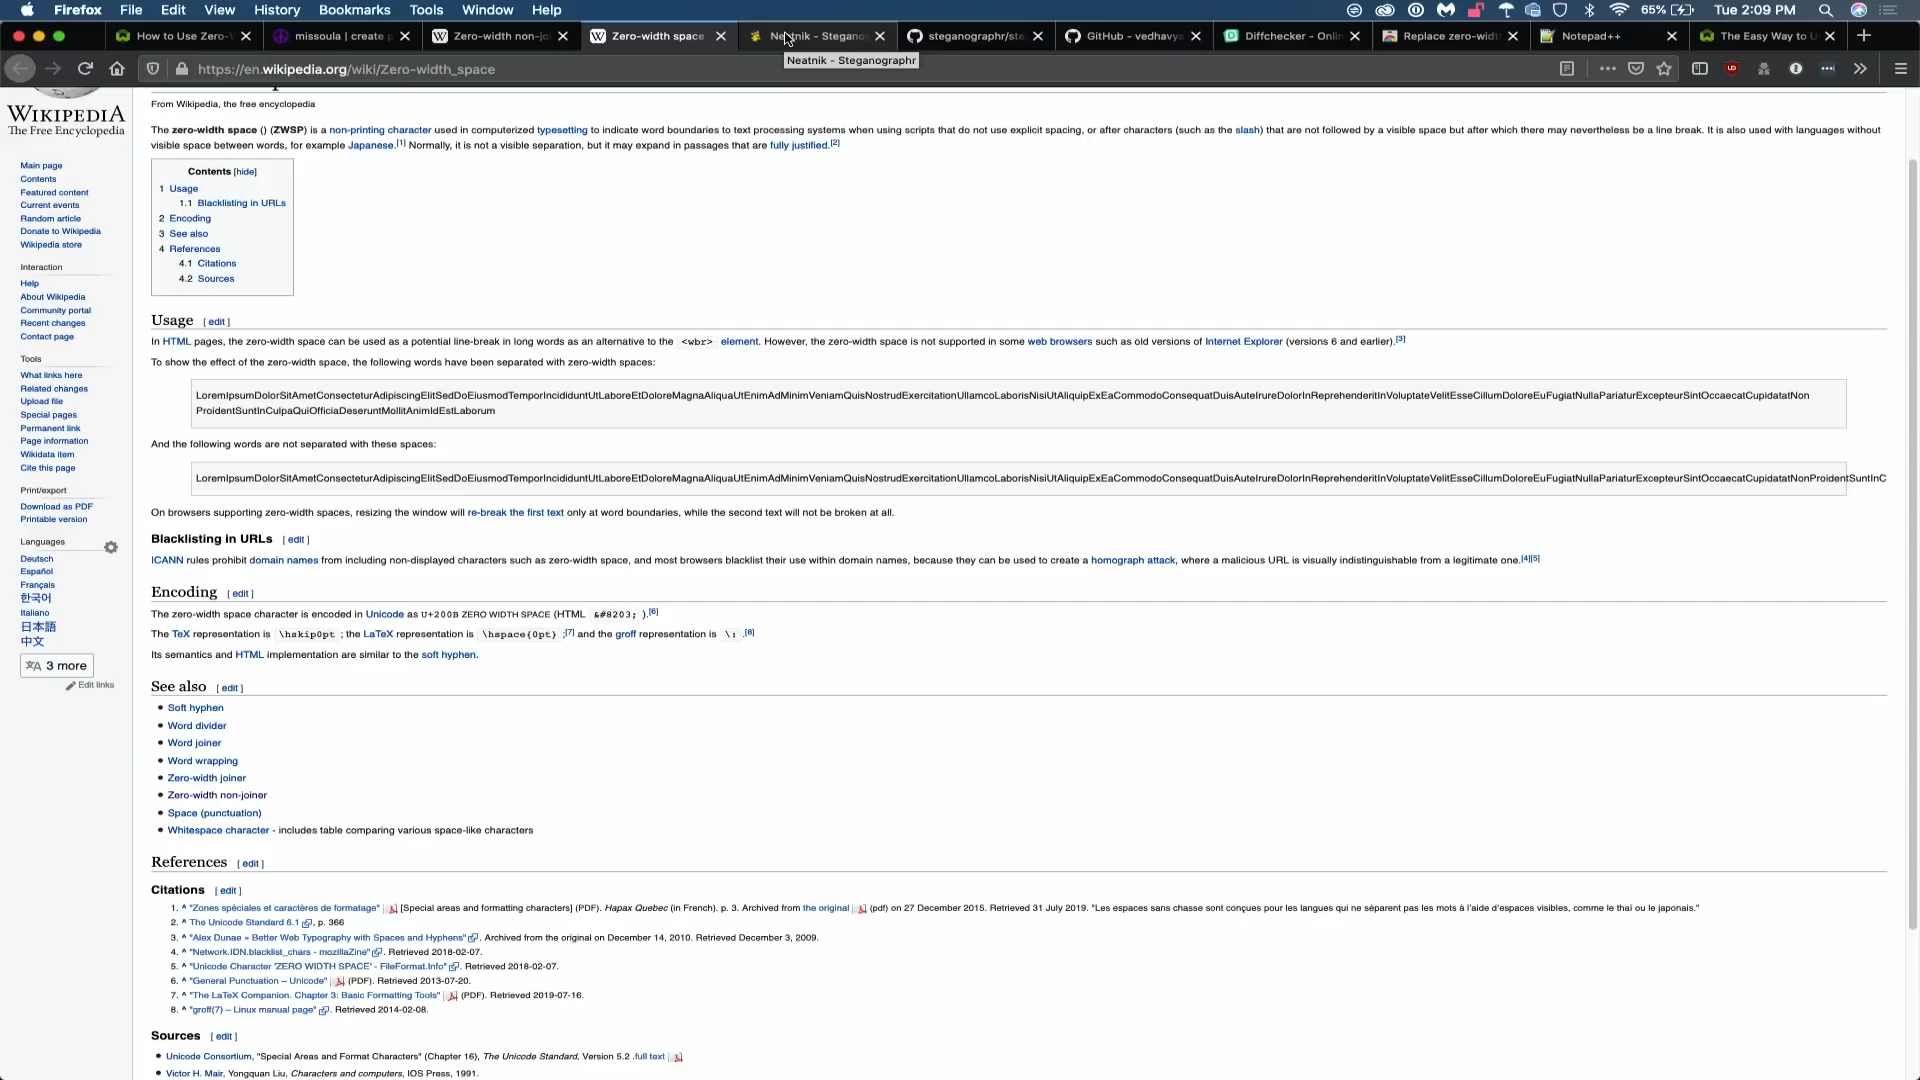 Firefox File Edit View History Bookmarks Tools Window Help 65% Tue 2:09 PM
How to Use Zero-W missoula | create p Zero-width non-joi Zero-width space Neatnik - Stegano steganographr/ste GitHub - vedhavya Diffchecker - Onlin Replace zero-widt Notepad++ The Easy Way to U
https://en.wikipedia.org/wiki/Zero-width_space
Neatnik - Steganographr
WIKIPEDIA
The Free Encyclopedia
Main page
Contents
Featured content
Current events
Random article
Donate to Wikipedia
Wikipedia store
Interaction
Help
About Wikipedia
Community portal
Recent changes
Contact page
Tools
What links here
Related changes
Upload file
Special pages
Permanent link
Page information
Wikidata item
Cite this page
Print/export
Download as PDF
Printable version
Languages
Deutsch
Español
Français
한국어
Italiano
日本語
中文
3 more
Edit links
From Wikipedia, the free encyclopedia
The zero-width space () (ZWSP) is a non-printing character used in computerized typesetting to indicate word boundaries to text processing systems when using scripts that do not use explicit spacing, or after characters (such as the slash) that are not followed by a visible space but after which there may nevertheless be a line break. It is also used with languages without
visible space between words, for example Japanese.[1] Normally, it is not a visible separation, but it may expand in passages that are fully justified.[2]
Contents [hide]
1 Usage
1.1 Blacklisting in URLs
2 Encoding
3 See also
4 References
4.1 Citations
4.2 Sources
Usage [ edit ]
In HTML pages, the zero-width space can be used as a potential line-break in long words as an alternative to the <wbr> element. However, the zero-width space is not supported in some web browsers such as old versions of Internet Explorer (versions 6 and earlier).[3]
To show the effect of the zero-width space, the following words have been separated with zero-width spaces:
LoremIpsumDolorSitAmetConsecteturAdipiscingElitSedDoEiusmodTemporIncididuntUtLaboreEtDoloreMagnaAliquaUtEnimAdMinimVeniamQuisNostrudExercitationUllamcoLaborisNisiUtAliquipExEaCommodoConsequatDuisAuteIrureDolorInReprehenderitInVoluptateVelitEsseCillumDoloreEuFugiatNullaPariaturExcepteurSintOccaecatCupidatatNon
ProidentSuntInCulpaQuiOfficiaDeseruntMollitAnimIdEstLaborum
And the following words are not separated with these spaces:
LoremIpsumDolorSitAmetConsecteturAdipiscingElitSedDoEiusmodTemporIncididuntUtLaboreEtDoloreMagnaAliquaUtEnimAdMinimVeniamQuisNostrudExercitationUllamcoLaborisNisiUtAliquipExEaCommodoConsequatDuisAuteIrureDolorInReprehenderitInVoluptateVelitEsseCillumDoloreEuFugiatNullaPariaturExcepteurSintOccaecatCupidatatNonProidentSuntInC
On browsers supporting zero-width spaces, resizing the window will re-break the first text only at word boundaries, while the second text will not be broken at all.
Blacklisting in URLs [ edit ]
ICANN rules prohibit domain names from including non-displayed characters such as zero-width space, and most browsers blacklist their use within domain names, because they can be used to create a homograph attack, where a malicious URL is visually indistinguishable from a legitimate one.[4][5]
Encoding [ edit ]
The zero-width space character is encoded in Unicode as U+200B ZERO WIDTH SPACE (HTML &#8203; ).[6]
The TeX representation is \hskip0pt ; the LaTeX representation is \hspace{0pt} ;[7] and the groff representation is \: .[8]
Its semantics and HTML implementation are similar to the soft hyphen.
See also [ edit ]
• Soft hyphen
• Word divider
• Word joiner
• Word wrapping
• Zero-width joiner
• Zero-width non-joiner
• Space (punctuation)
• Whitespace character - includes table comparing various space-like characters
References [ edit ]
Citations [ edit ]
1. ^ "Zones spéciales et caractères de formatage" [Special areas and formatting characters] (PDF). Hapax Quebec (in French). p. 3. Archived from the original (pdf) on 27 December 2015. Retrieved 31 July 2019. "Les espaces sans chasse sont conçues pour les langues qui ne séparent pas les mots à l'aide d'espaces visibles, comme le thaï ou le japonais."
2. ^ The Unicode Standard 6.1, p. 366
3. ^ "Alex Dunae » Better Web Typography with Spaces and Hyphens". Archived from the original on December 14, 2010. Retrieved December 3, 2009.
4. ^ "Network.IDN.blacklist_chars - mozillaZine". Retrieved 2018-02-07.
5. ^ "Unicode Character 'ZERO WIDTH SPACE' - FileFormat.Info". Retrieved 2018-02-07.
6. ^ "General Punctuation – Unicode" (PDF). Retrieved 2013-07-20.
7. ^ "The LaTeX Companion. Chapter 3: Basic Formatting Tools" (PDF). Retrieved 2019-07-16.
8. ^ "groff(7) – Linux manual page". Retrieved 2014-02-08.
Sources [ edit ]
• Unicode Consortium, "Special Areas and Format Characters" (Chapter 16), The Unicode Standard, Version 5.2 .full text
• Victor H. Mair, Yongquan Liu, Characters and computers, IOS Press, 1991.